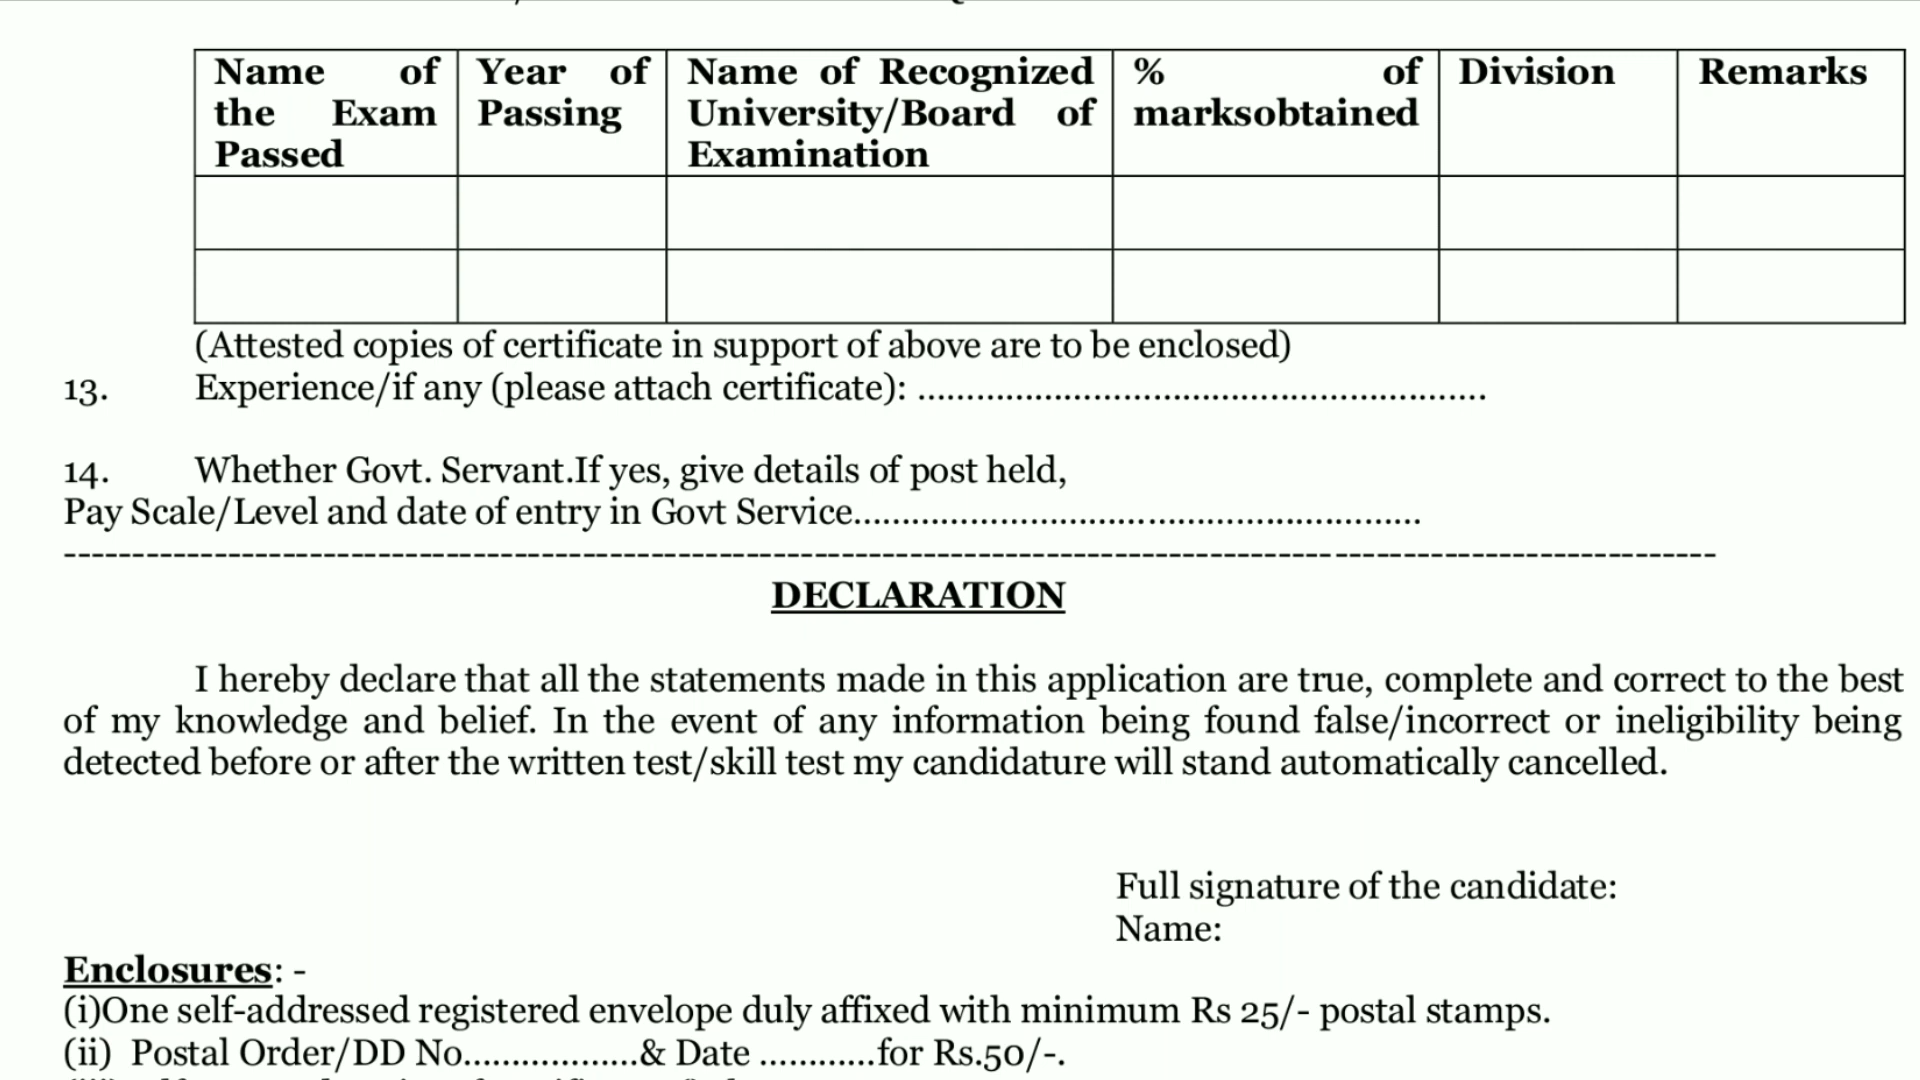 Name of the Exam Passed
Year of Passing
Name of Recognized University/Board of Examination
% of marksobtained
Division
Remarks
(Attested copies of certificate in support of above are to be enclosed)
13. Experience/if any (please attach certificate): ............................................................
14. Whether Govt. Servant.If yes, give details of post held,
Pay Scale/Level and date of entry in Govt Service............................................................
------------------------------------------------------------------------------------------------------------------------
DECLARATION
I hereby declare that all the statements made in this application are true, complete and correct to the best
of my knowledge and belief. In the event of any information being found false/incorrect or ineligibility being
detected before or after the written test/skill test my candidature will stand automatically cancelled.
Full signature of the candidate:
Name:
Enclosures: -
(i)One self-addressed registered envelope duly affixed with minimum Rs 25/- postal stamps.
(ii) Postal Order/DD No..................& Date ............for Rs.50/-.